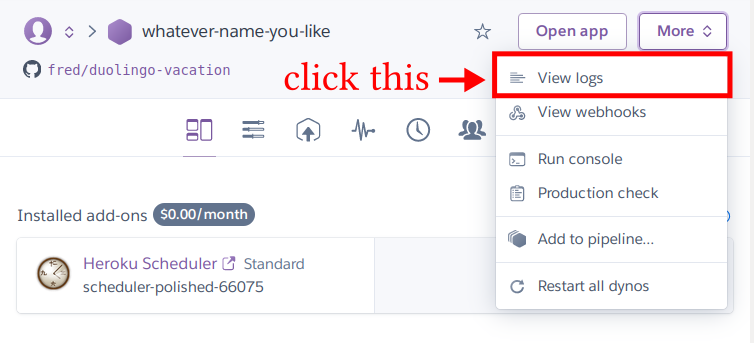 whatever-name-you-like
Open app
More
fred/duolingo-vacation
click this
View logs
View webhooks
Run console
Production check
Add to pipeline...
Restart all dynos
Installed add-ons $0.00/month
Heroku Scheduler Standard
scheduler-polished-66075